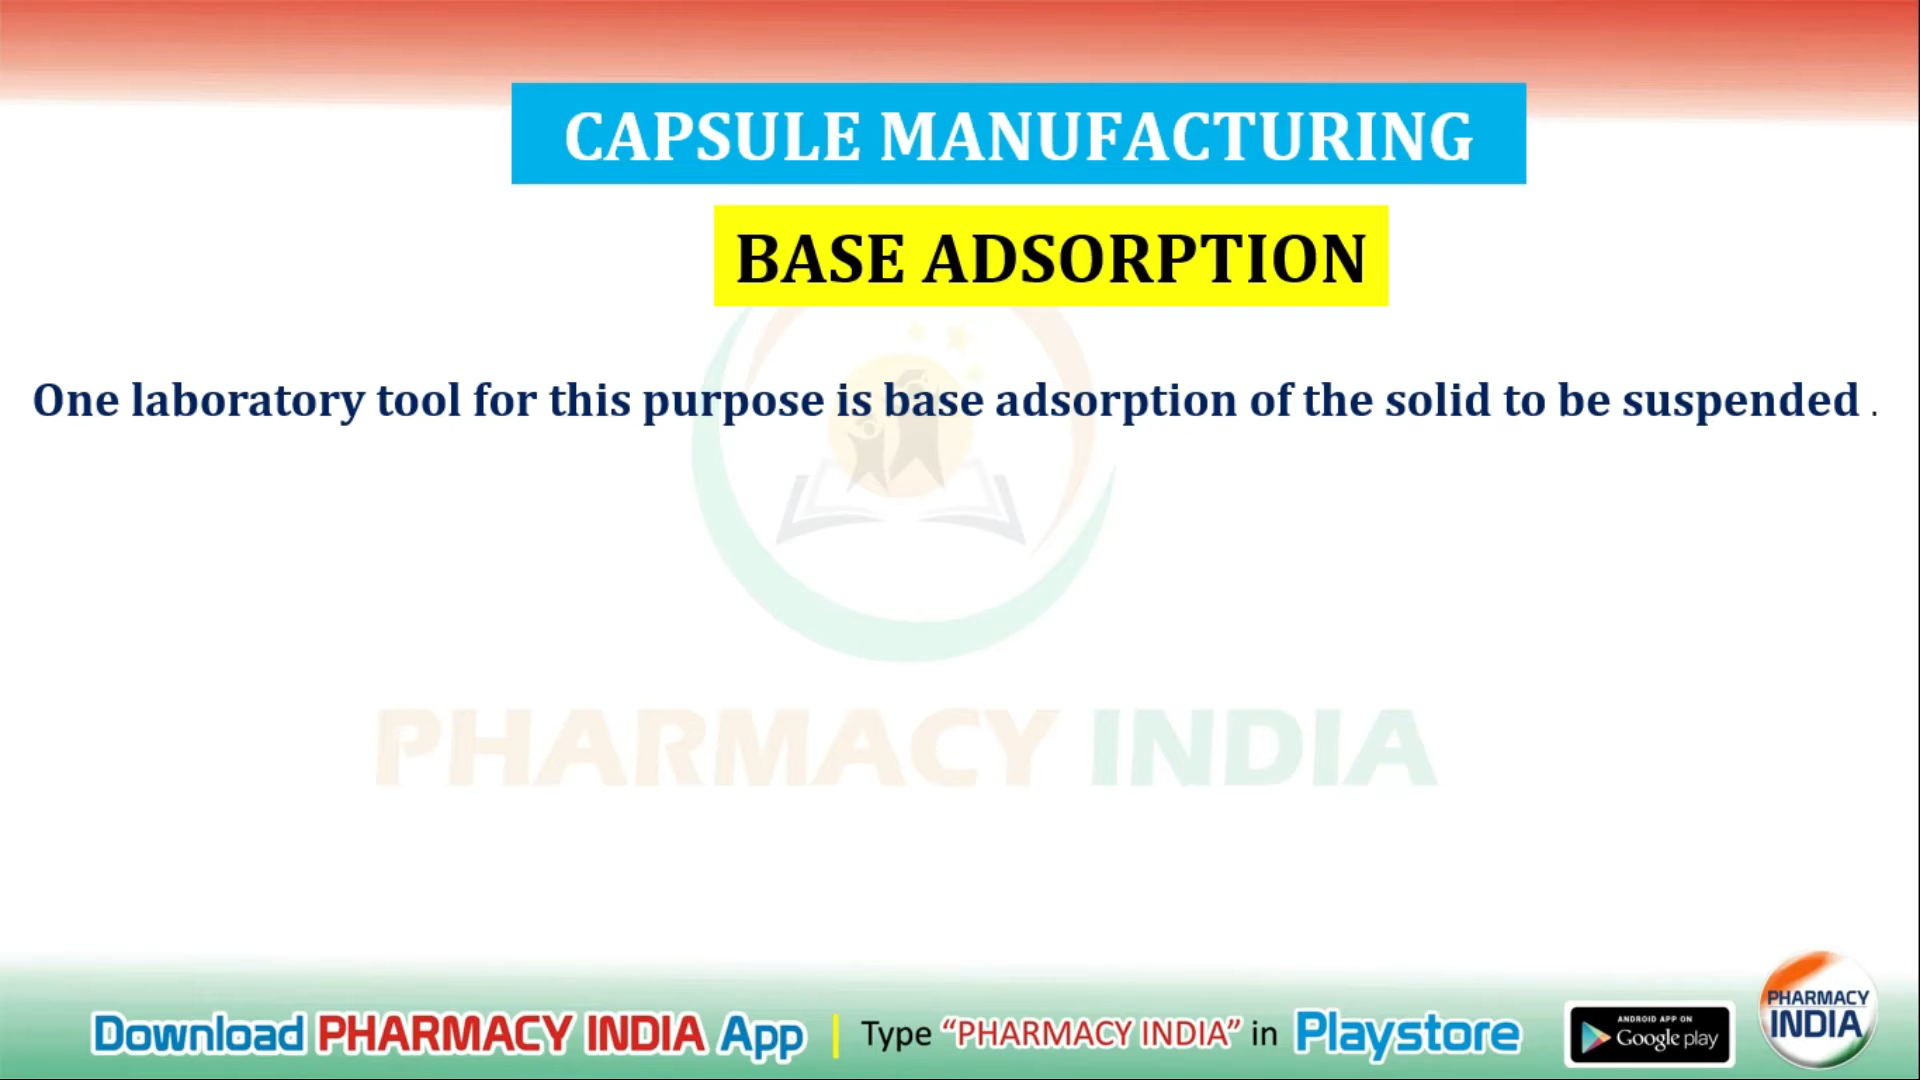 CAPSULE MANUFACTURING
BASE ADSORPTION
One laboratory tool for this purpose is base adsorption of the solid to be suspended .
PHARMACY INDIA
Download PHARMACY INDIA App | Type “PHARMACY INDIA” in Playstore
ANDROID APP ON
Google play
PHARMACY
INDIA